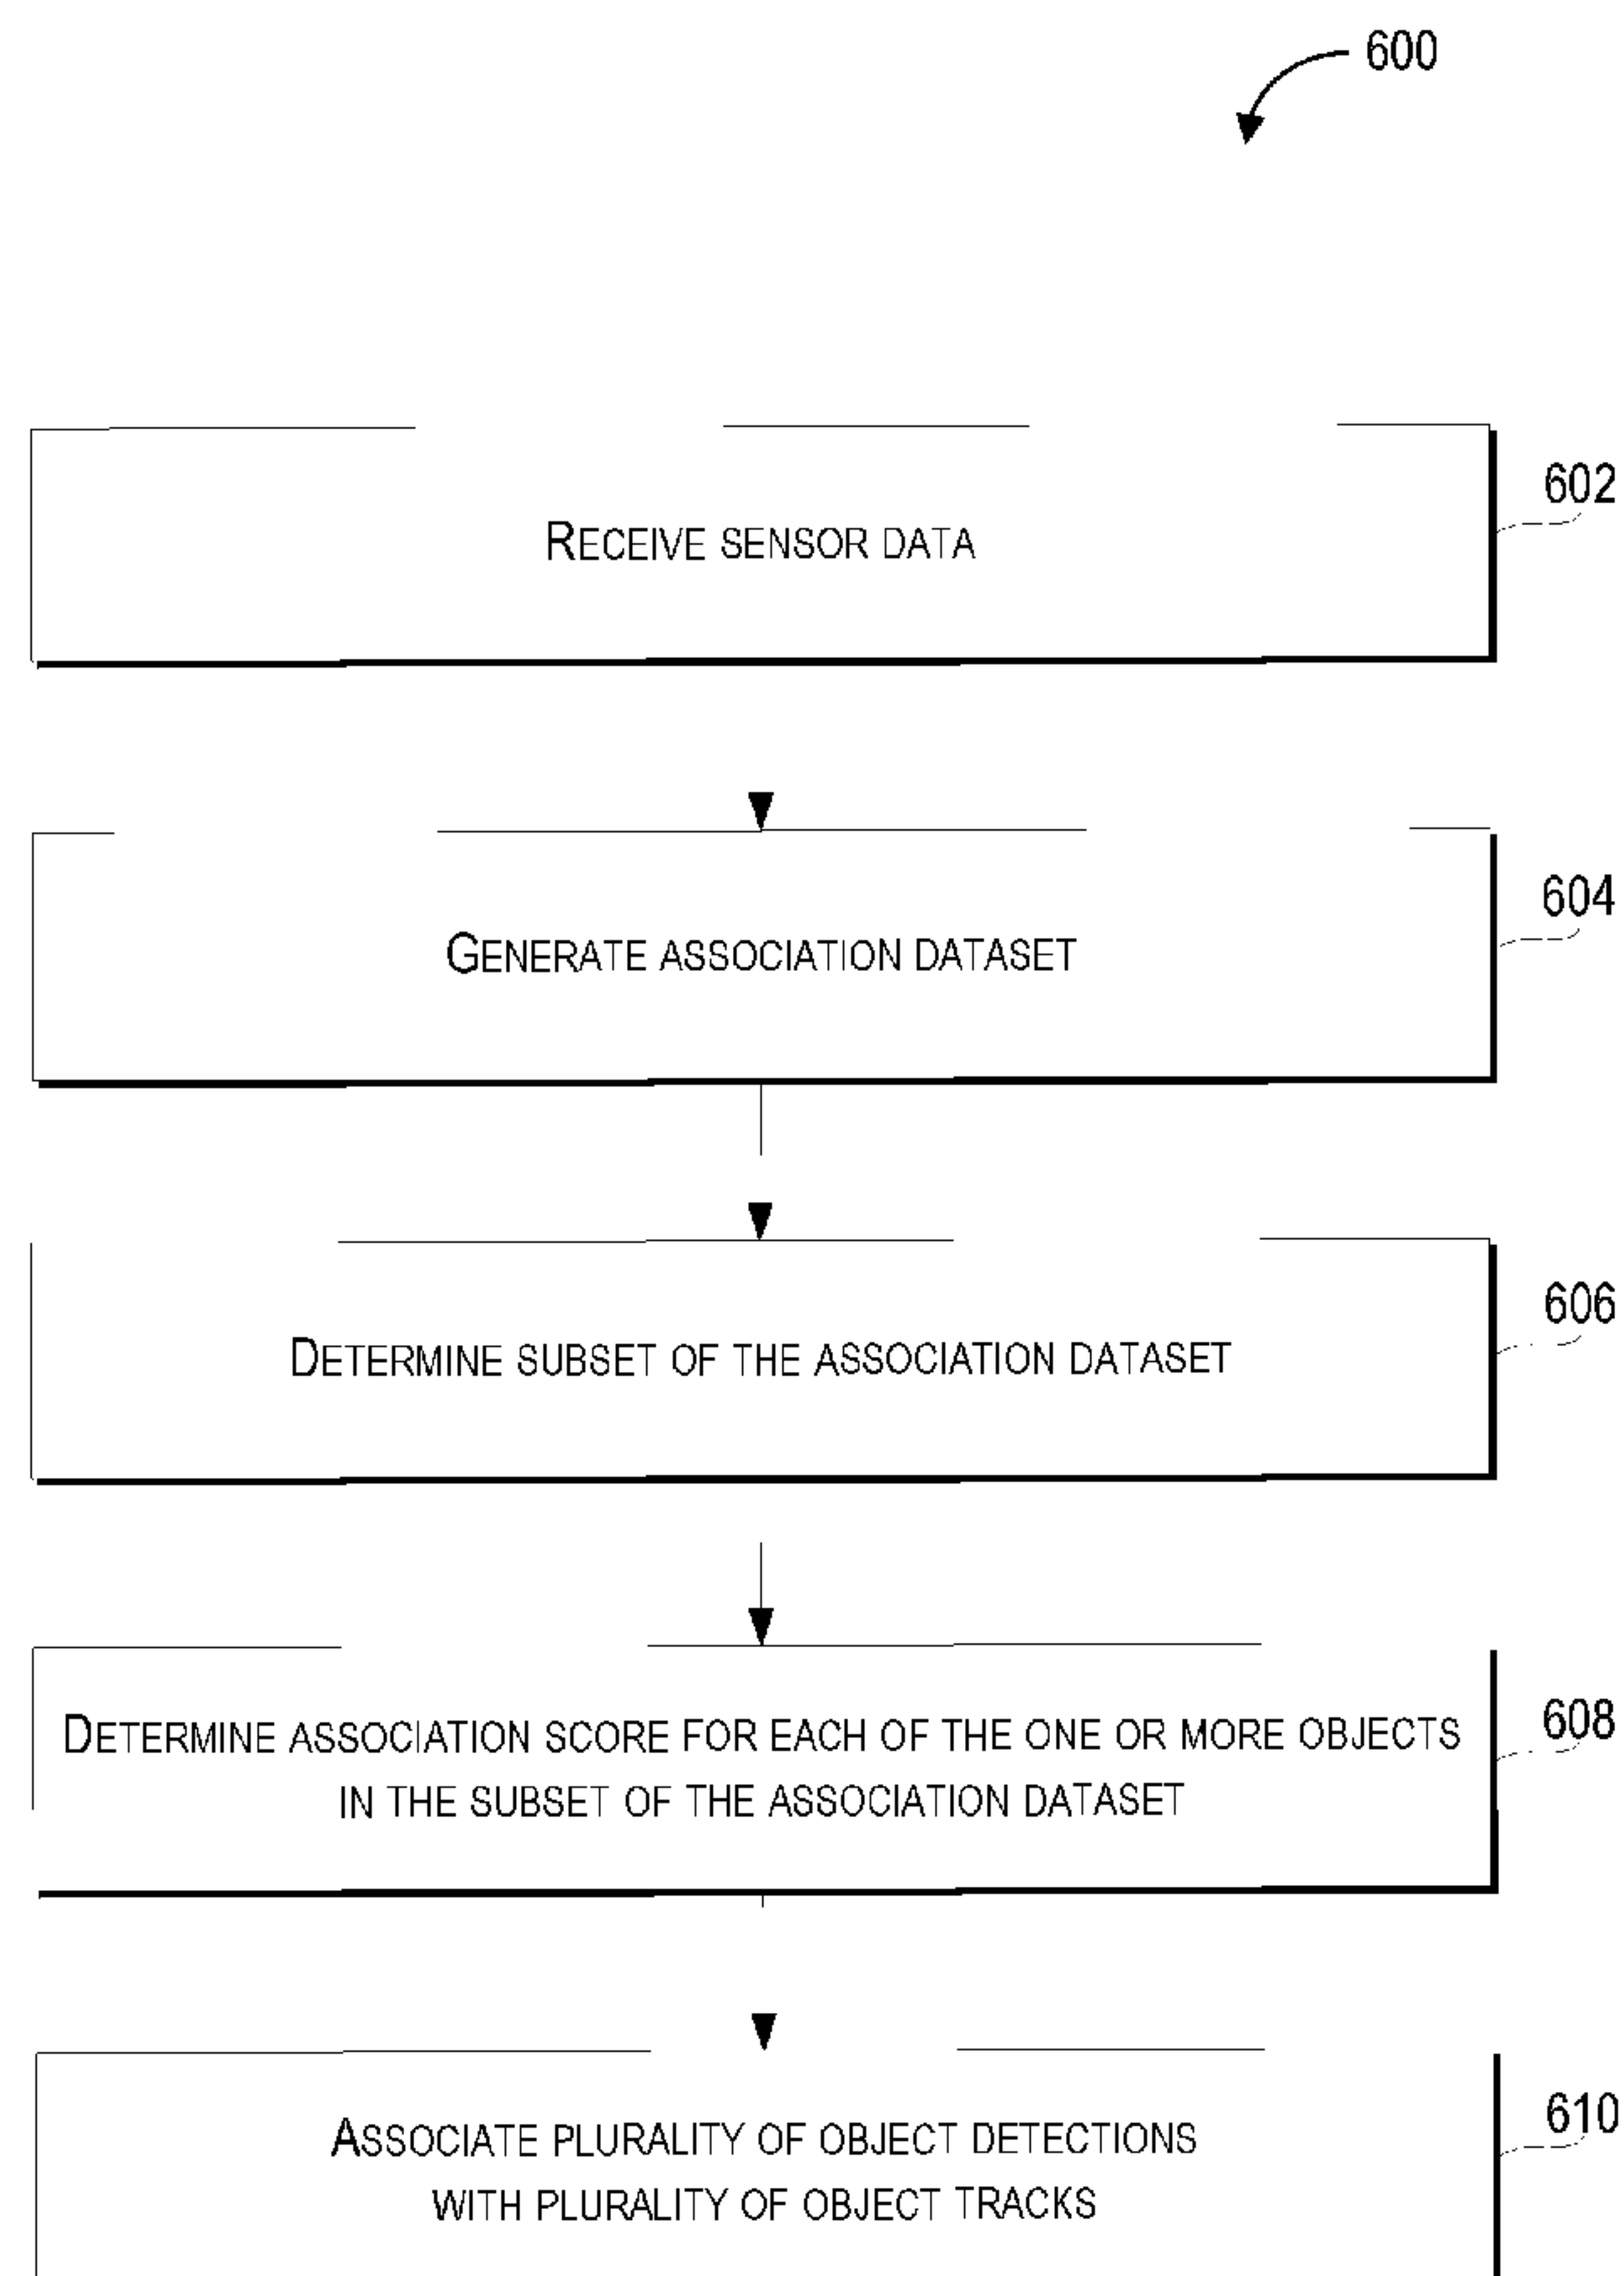 600
RECEIVE SENSOR DATA
602
GENERATE ASSOCIATION DATASET
604
DETERMINE SUBSET OF THE ASSOCIATION DATASET
606
DETERMINE ASSOCIATION SCORE FOR EACH OF THE ONE OR MORE OBJECTS
IN THE SUBSET OF THE ASSOCIATION DATASET
608
ASSOCIATE PLURALITY OF OBJECT DETECTIONS
WITH PLURALITY OF OBJECT TRACKS
610